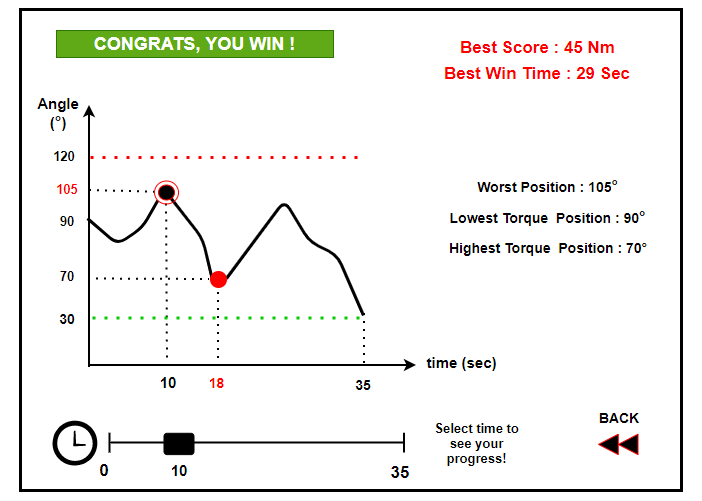 CONGRATS, YOU WIN !
Best Score : 45 Nm
Best Win Time : 29 Sec
Angle
(°)
120
105
90
70
30
Worst Position : 105°
Lowest Torque Position : 90°
Highest Torque Position : 70°
time (sec)
10
18
35
0
10
35
Select time to
see your
progress!
BACK